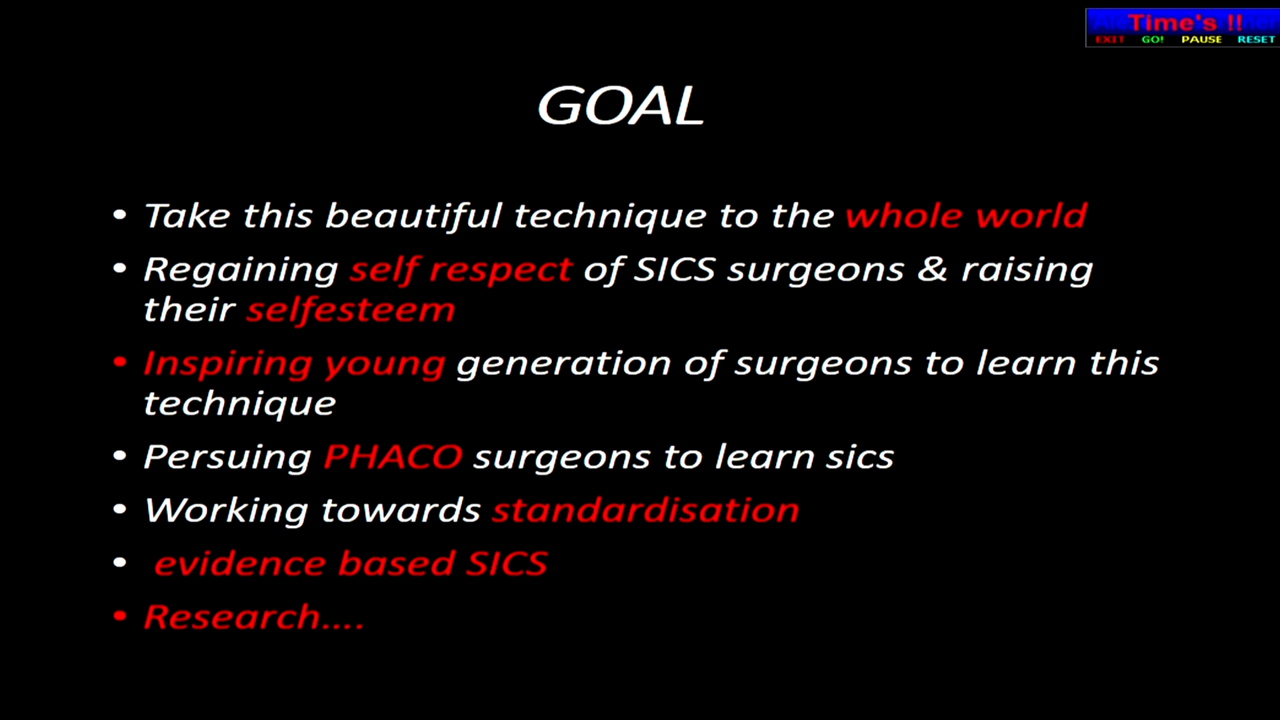 Time's !!
EXIT GO! PAUSE RESET
GOAL
• Take this beautiful technique to the whole world
• Regaining self respect of SICS surgeons & raising
their selfesteem
• Inspiring young generation of surgeons to learn this
technique
• Persuing PHACO surgeons to learn sics
• Working towards standardisation
• evidence based SICS
• Research....